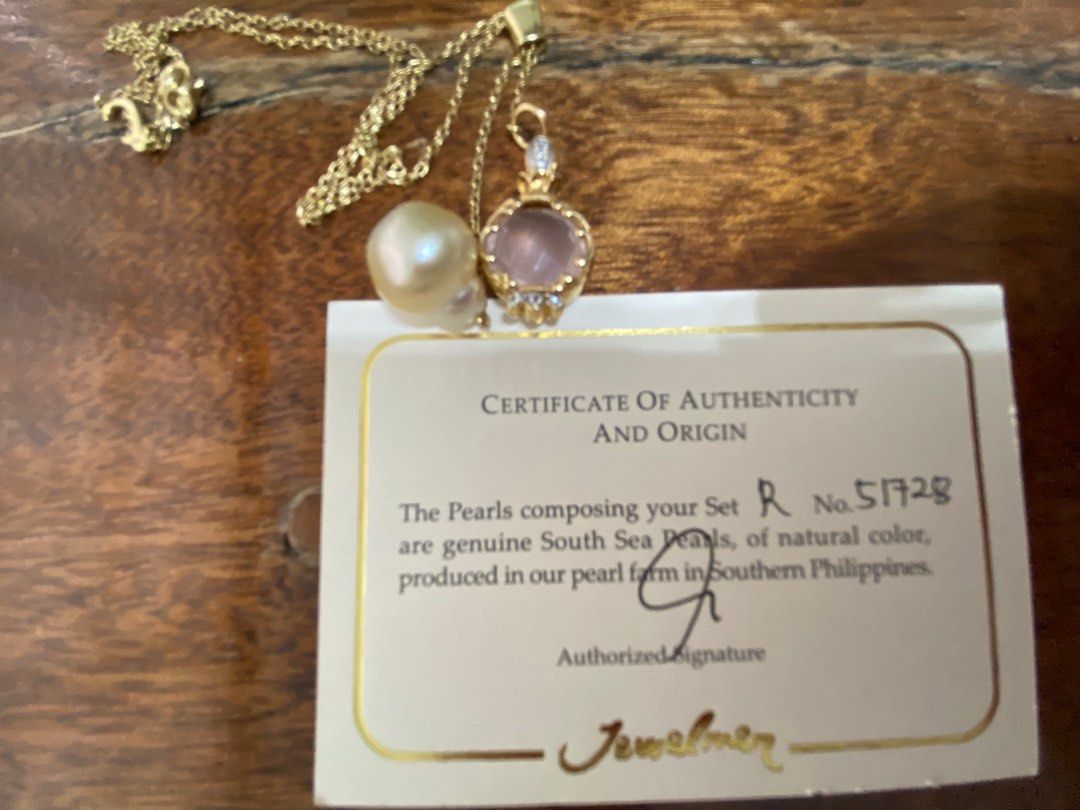 CERTIFICATE OF AUTHENTICITY
AND ORIGIN
The Pearls composing your Set R No. 51728
are genuine South Sea Pearls, of natural color,
produced in our pearl farm in Southern Philippines.
Authorized Signature
Jewelmer